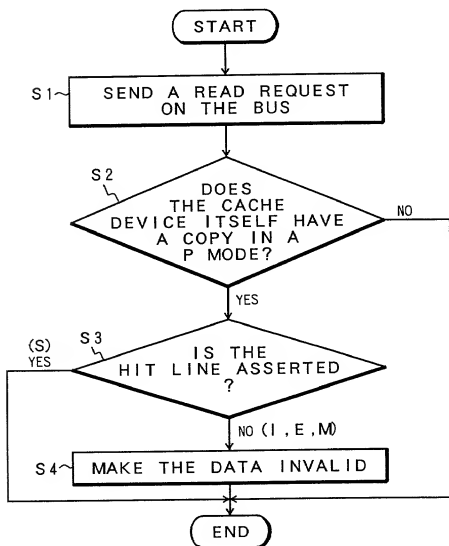 START
S1
SEND A READ REQUEST
ON THE BUS
S2
DOES
THE CACHE
DEVICE ITSELF HAVE
A COPY IN A
P MODE?
NO
YES
(S)
YES
S3
IS THE
HIT LINE ASSERTED
?
NO (I, E, M)
S4
MAKE THE DATA INVALID
END